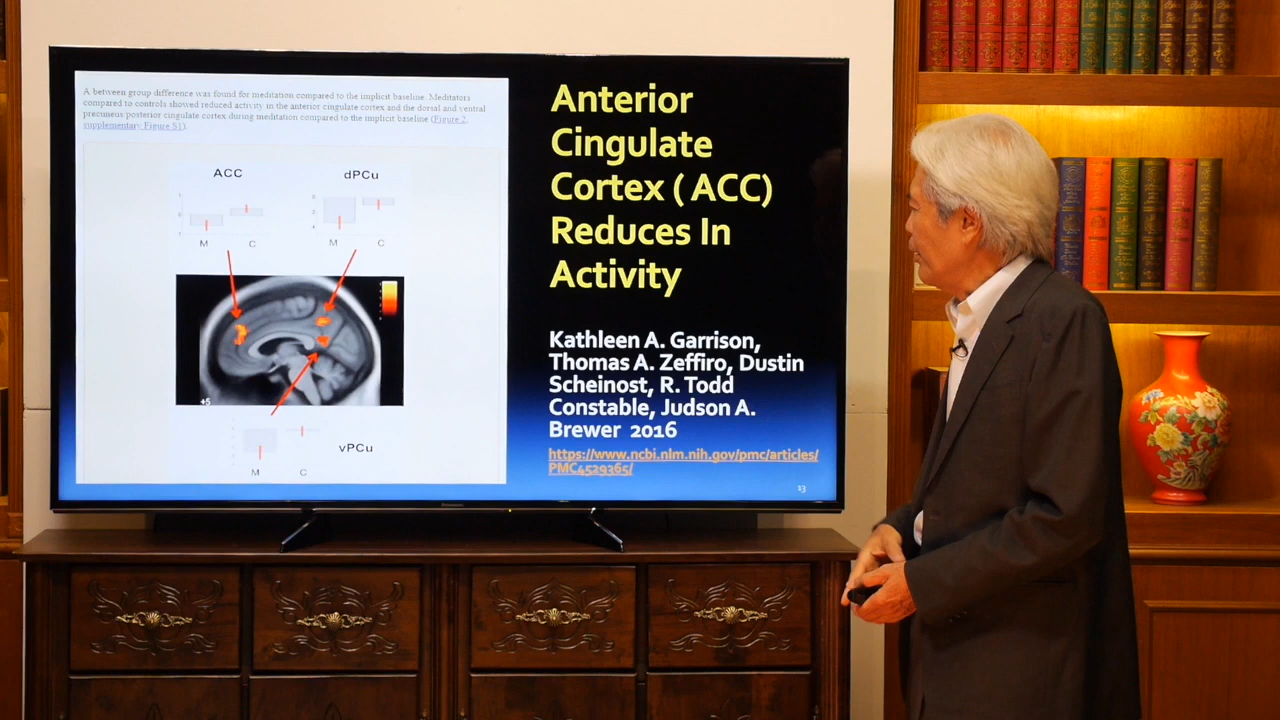 A between group difference was found for meditation compared to the implicit baseline. Meditators
compared to controls showed reduced activity in the anterior cingulate cortex and the dorsal and ventral
precuneus posterior cingulate cortex during meditation compared to the implicit baseline (Figure 2,
supplementary Figure S1).
ACC
dPCu
M C
M C
+5
vPCu
M C
Anterior
Cingulate
Cortex ( ACC)
Reduces In
Activity
Kathleen A. Garrison,
Thomas A. Zeffiro, Dustin
Scheinost, R. Todd
Constable, Judson A.
Brewer 2016
https://www.ncbi.nlm.nih.gov/pmc/articles/
PMC4529365/
13
Panasonic